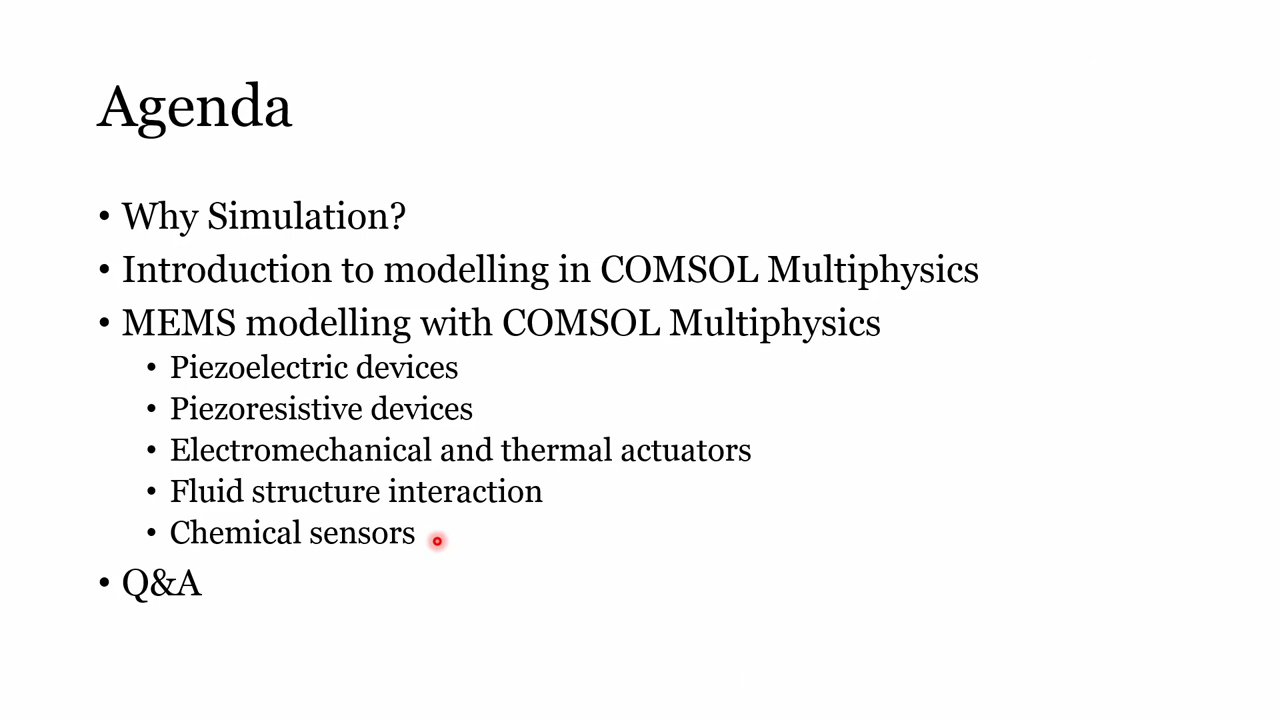 Agenda
• Why Simulation?
• Introduction to modelling in COMSOL Multiphysics
• MEMS modelling with COMSOL Multiphysics
• Piezoelectric devices
• Piezoresistive devices
• Electromechanical and thermal actuators
• Fluid structure interaction
• Chemical sensors
• Q&A